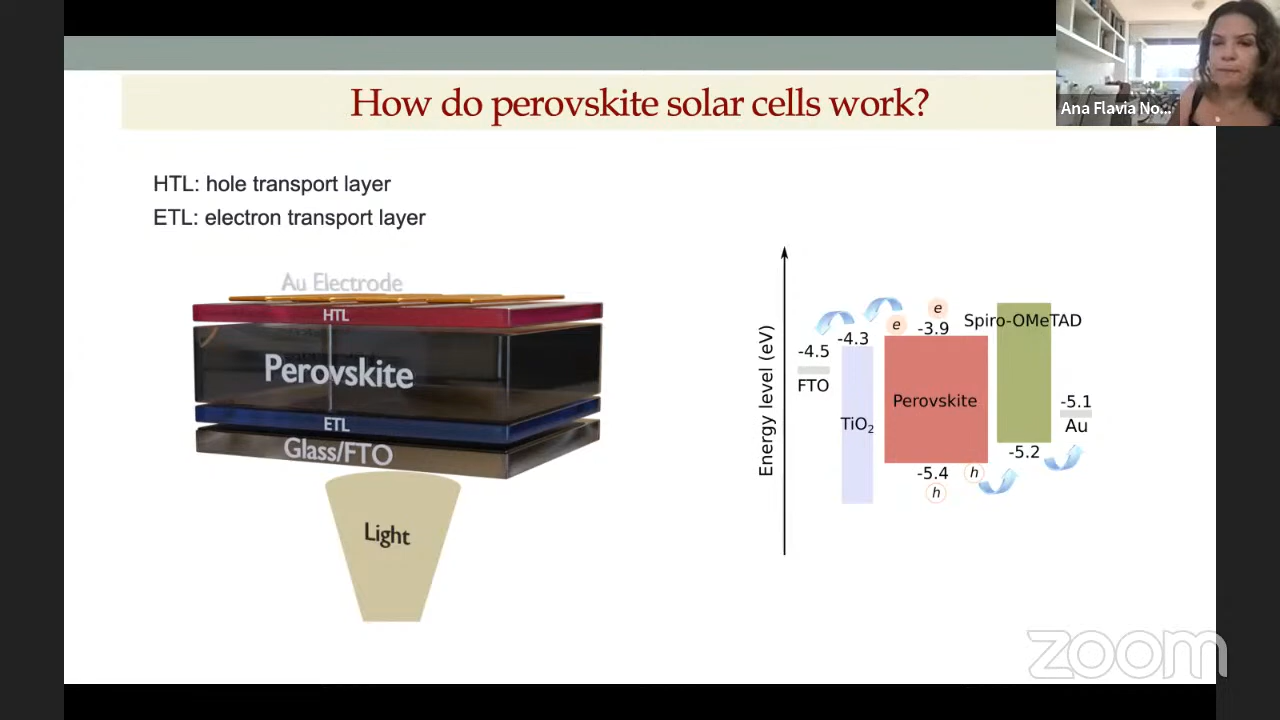 How do perovskite solar cells work?
Ana Flavia No...
HTL: hole transport layer
ETL: electron transport layer
Au Electrode
HTL
Perovskite
ETL
Glass/FTO
Light
Energy level (eV)
-4.5
FTO
-4.3
TiO₂
e
e
-3.9
Perovskite
-5.4
h
h
Spiro-OMeTAD
-5.2
-5.1
Au
zoom